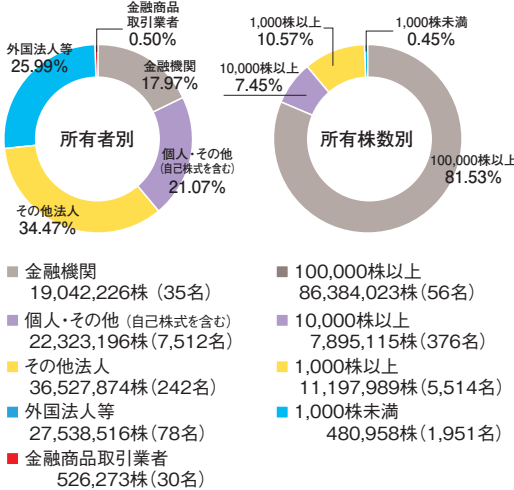 金融商品
取引業者
0.50%
外国法人等
25.99%
金融機関
17.97%
所有者別
個人・その他
(自己株式を含む)
21.07%
その他法人
34.47%
1,000株以上
10.57%
1,000株未満
0.45%
10,000株以上
7.45%
所有株数別
100,000株以上
81.53%
金融機関
19,042,226株（35名）
個人・その他（自己株式を含む）
22,323,196株（7,512名）
その他法人
36,527,874株（242名）
外国法人等
27,538,516株（78名）
金融商品取引業者
526,273株（30名）
100,000株以上
86,384,023株（56名）
10,000株以上
7,895,115株（376名）
1,000株以上
11,197,989株（5,514名）
1,000株未満
480,958株（1,951名）